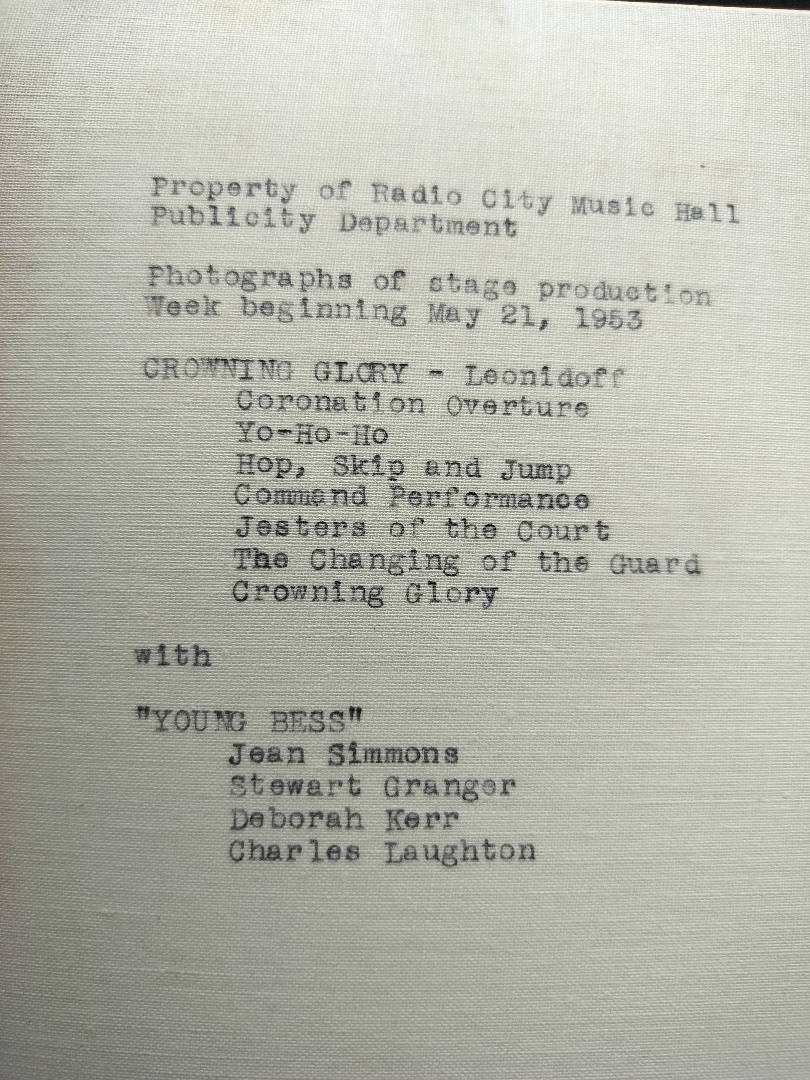 Property of Radio City Music Hall
Publicity Department
Photographs of stage production
Week beginning May 21, 1953
CROWNING GLORY - Leonidoff
Coronation Overture
Yo-Ho-Ho
Hop, Skip and Jump
Command Performance
Jesters of the Court
The Changing of the Guard
Crowning Glory
with
"YOUNG BESS"
Jean Simmons
Stewart Granger
Deborah Kerr
Charles Laughton